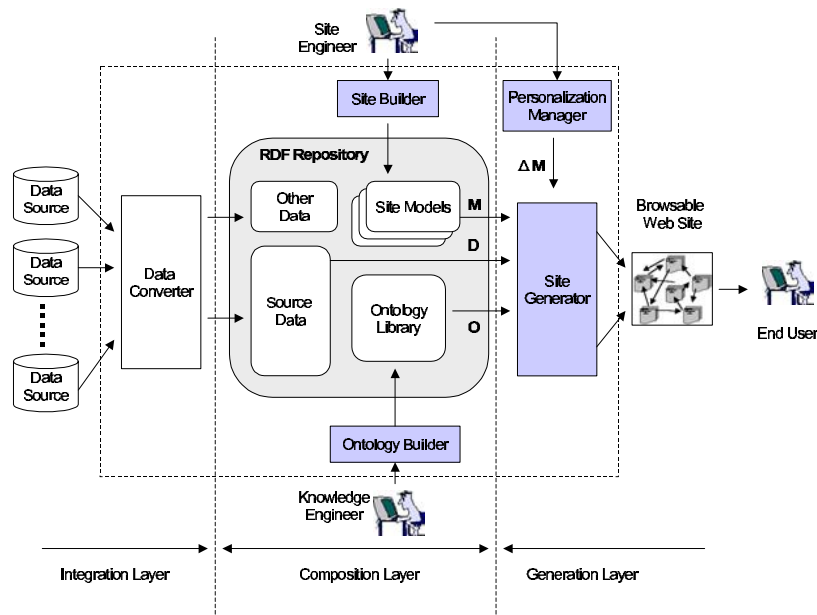 Site
Engineer
Site Builder
Personalization
Manager
RDF Repository
Δ M
Data
Source
Other
Data
Site Models
M
Browsable
Web Site
Data
Source
Data
Converter
D
Source
Data
Ontology
Library
Site
Generator
O
End User
Data
Source
Ontology Builder
Knowledge
Engineer
Integration Layer
Composition Layer
Generation Layer